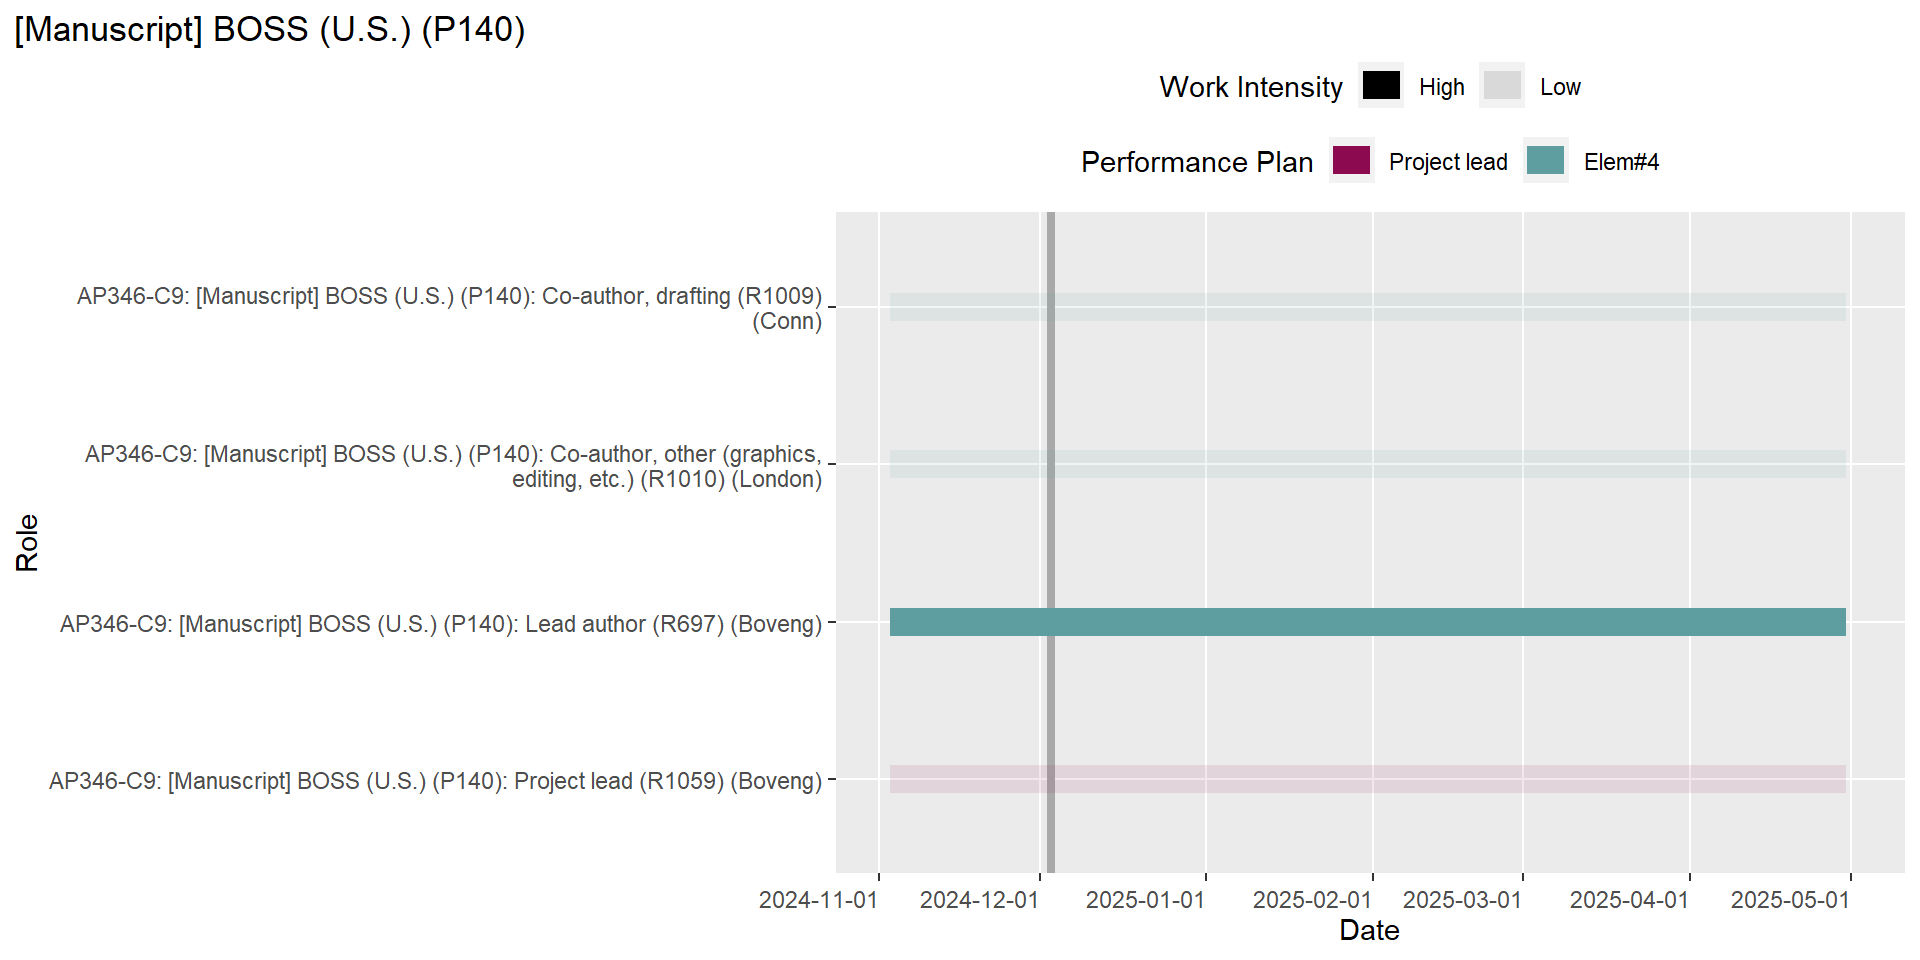 [Manuscript] BOSS (U.S.) (P140)
Work Intensity High Low
Performance Plan Project lead Elem#4
AP346-C9: [Manuscript] BOSS (U.S.) (P140): Co-author, drafting (R1009)
(Conn)
AP346-C9: [Manuscript] BOSS (U.S.) (P140): Co-author, other (graphics,
editing, etc.) (R1010) (London)
Role
AP346-C9: [Manuscript] BOSS (U.S.) (P140): Lead author (R697) (Boveng)
AP346-C9: [Manuscript] BOSS (U.S.) (P140): Project lead (R1059) (Boveng)
2024-11-01 2024-12-01 2025-01-01 2025-02-01 2025-03-01 2025-04-01 2025-05-01
Date